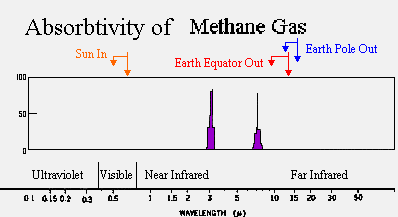 Absorbtivity of Methane Gas
Earth Pole Out
Sun In
Earth Equator Out
100
50
0
Ultraviolet Visible Near Infrared Far Infrared
0.1 0.15 0.2 0.3 0.5 1 1.5 2 3 5 10 15 20 30 50
WAVELENGTH (μ)